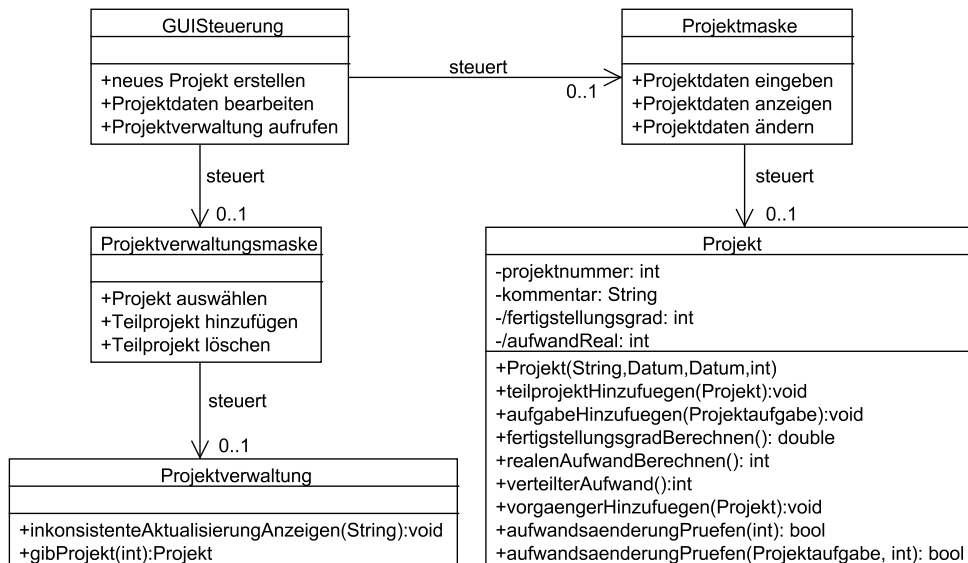 GUISteuerung
+neues Projekt erstellen
+Projektdaten bearbeiten
+Projektverwaltung aufrufen
steuert
0..1
Projektmaske
+Projektdaten eingeben
+Projektdaten anzeigen
+Projektdaten ändern
steuert
0..1
Projektverwaltungsmaske
+Projekt auswählen
+Teilprojekt hinzufügen
+Teilprojekt löschen
steuert
0..1
Projektverwaltung
+inkonsistenteAktualisierungAnzeigen(String):void
+gibProjekt(int):Projekt
steuert
0..1
Projekt
-projektnummer: int
-kommentar: String
-/fertigstellungsgrad: int
-/aufwandReal: int
+Projekt(String,Datum,Datum,int)
+teilprojektHinzufuegen(Projekt):void
+aufgabeHinzufuegen(Projektaufgabe):void
+fertigstellungsgradBerechnen(): double
+realenAufwandBerechnen(): int
+verteilterAufwand():int
+vorgaengerHinzufuegen(Projekt):void
+aufwandsaenderungPruefen(int): bool
+aufwandsaenderungPruefen(Projektaufgabe, int): bool